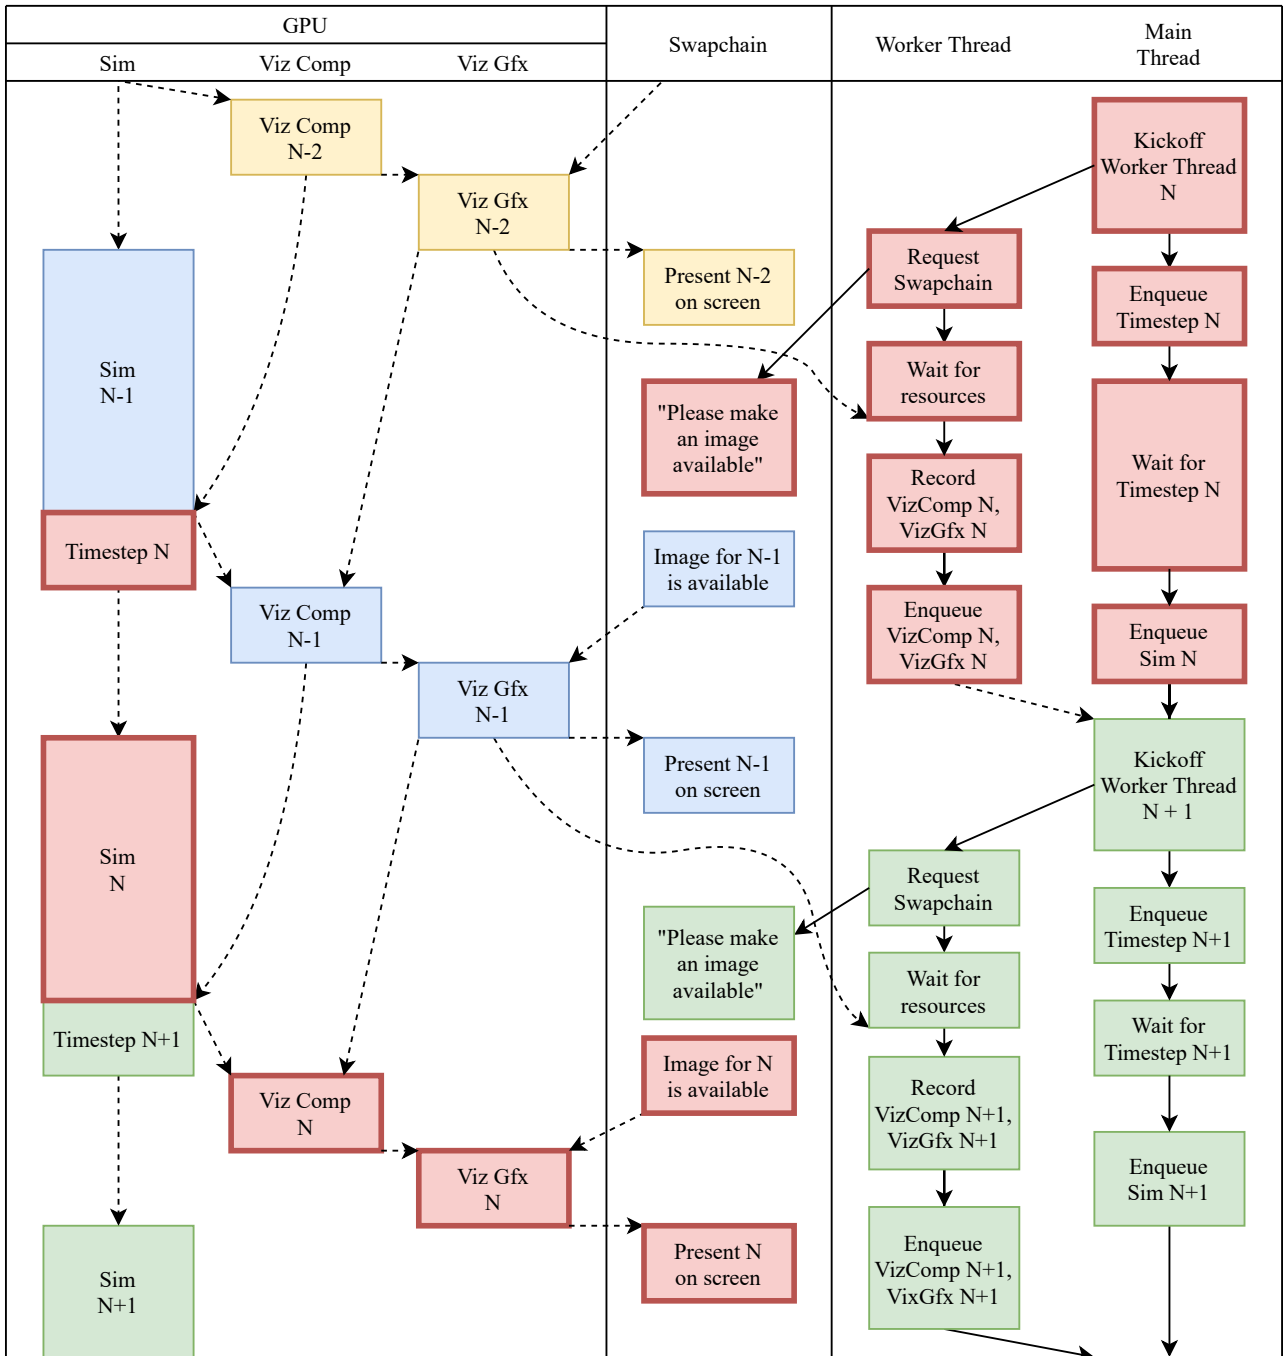 GPU
Sim
Viz Comp
Viz Gfx
Swapchain
Worker Thread
Main
Thread
Viz Comp
N-2
Viz Gfx
N-2
Present N-2
on screen
Sim
N-1
"Please make
an image
available"
Timestep N
Image for N-1
is available
Viz Comp
N-1
Viz Gfx
N-1
Present N-1
on screen
Sim
N
"Please make
an image
available"
Timestep N+1
Image for N
is available
Viz Comp
N
Viz Gfx
N
Present N
on screen
Sim
N+1
Request
Swapchain
Wait for
resources
Record
VizComp N,
VizGfx N
Enqueue
VizComp N,
VizGfx N
Request
Swapchain
Wait for
resources
Record
VizComp N+1,
VizGfx N+1
Enqueue
VizComp N+1,
VixGfx N+1
Kickoff
Worker Thread
N
Enqueue
Timestep N
Wait for
Timestep N
Enqueue
Sim N
Kickoff
Worker Thread
N + 1
Enqueue
Timestep N+1
Wait for
Timestep N+1
Enqueue
Sim N+1